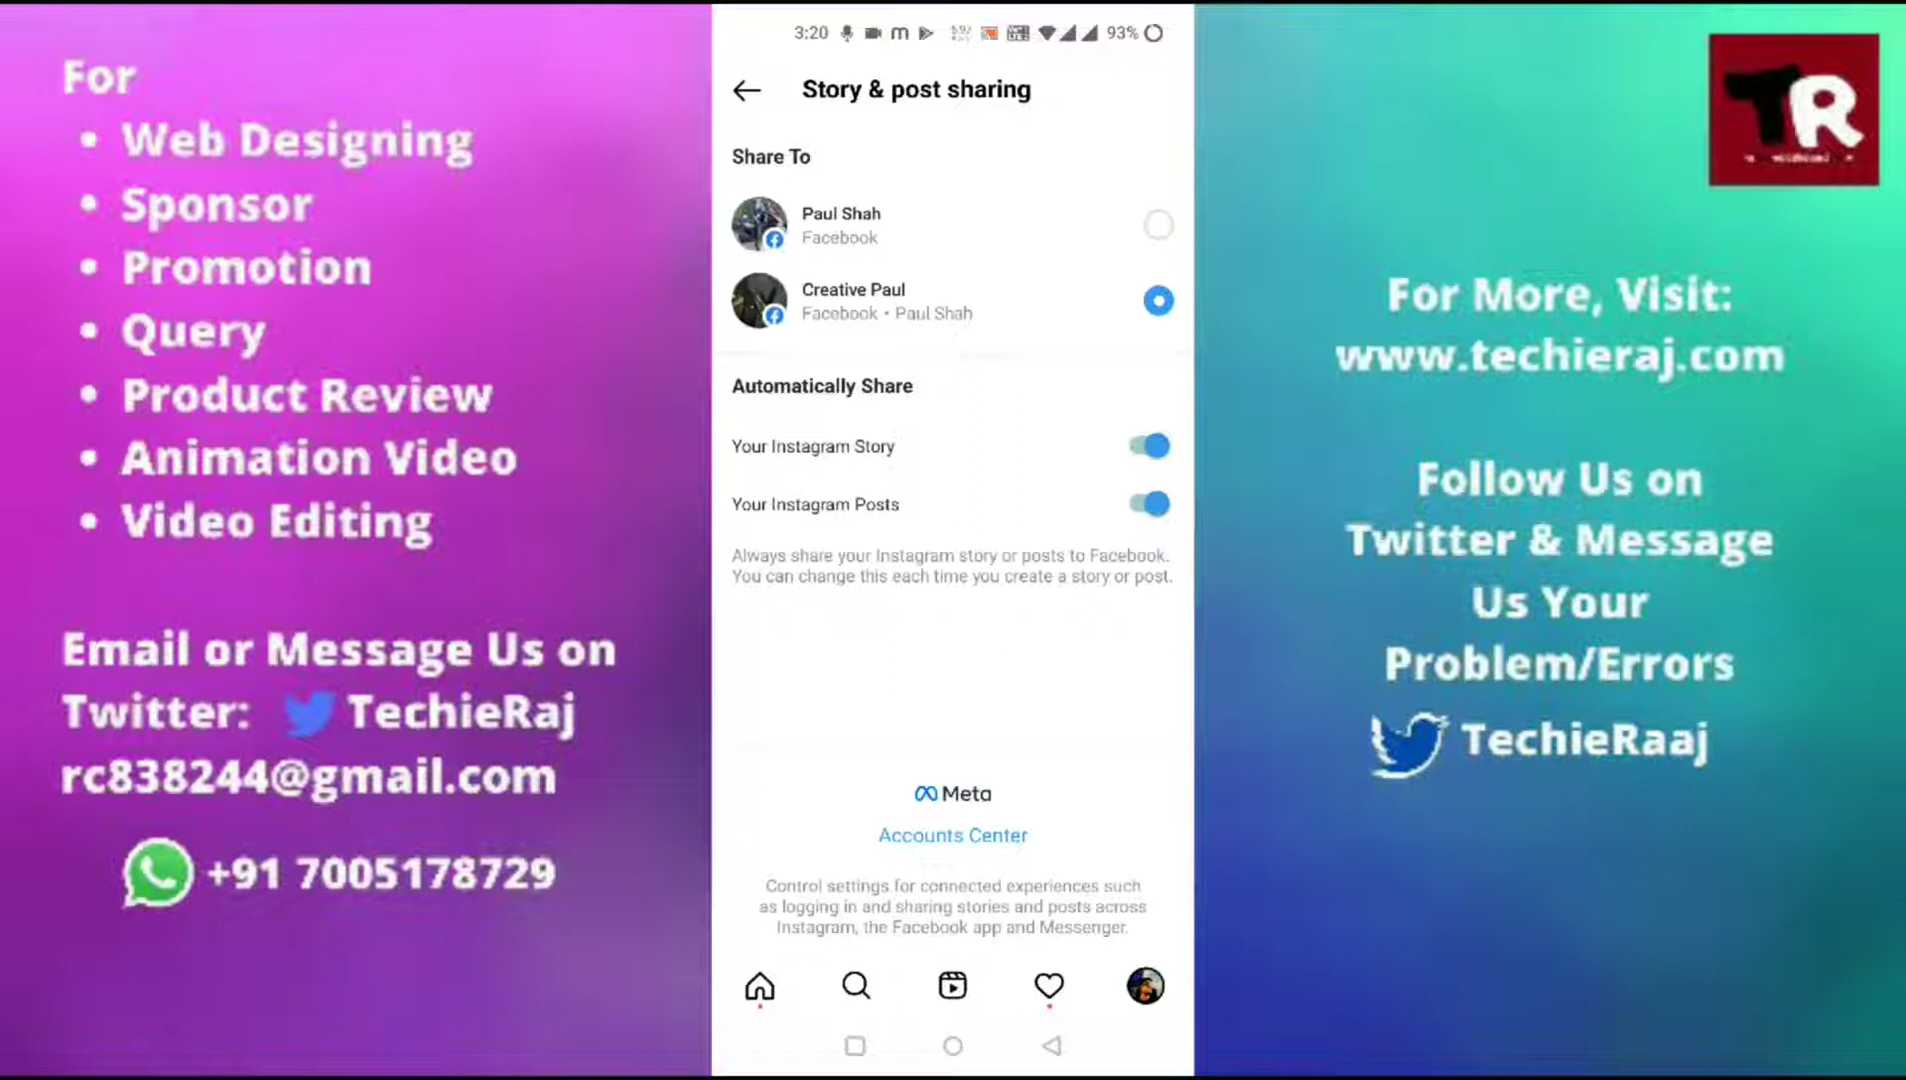 For
• Web Designing
• Sponsor
• Promotion
• Query
• Product Review
• Animation Video
• Video Editing
Email or Message Us on
Twitter: TechieRaj
rc838244@gmail.com
+91 7005178729
3:20
93%
Story & post sharing
Share To
Paul Shah
Facebook
Creative Paul
Facebook • Paul Shah
Automatically Share
Your Instagram Story
Your Instagram Posts
Always share your Instagram story or posts to Facebook.
You can change this each time you create a story or post.
Meta
Accounts Center
Control settings for connected experiences such
as logging in and sharing stories and posts across
Instagram, the Facebook app and Messenger.
TR
For More, Visit:
www.techieraj.com
Follow Us on
Twitter & Message
Us Your
Problem/Errors
TechieRaaj